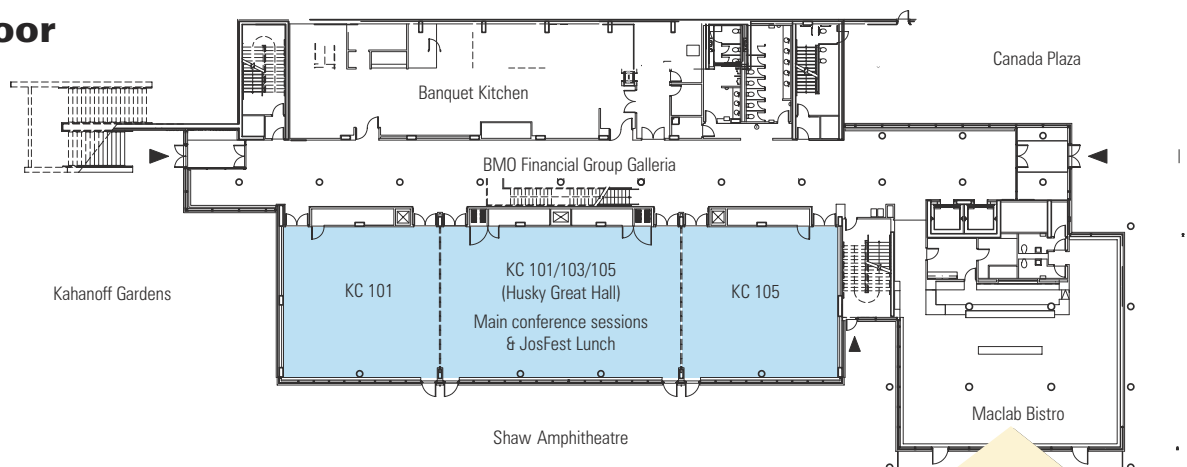 oor
Canada Plaza
Banquet Kitchen
BMO Financial Group Galleria
Kahanoff Gardens
KC 101
KC 101/103/105
(Husky Great Hall)
Main conference sessions
& JosFest Lunch
KC 105
Maclab Bistro
Shaw Amphitheatre